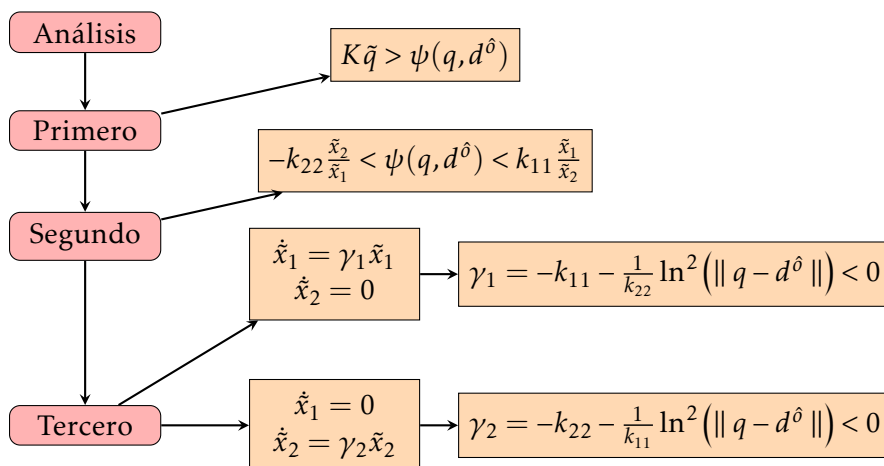 Análisis
Kq̃ > ψ(q, d^ô)
Primero
−k₂₂ x̃₂/x̃₁ < ψ(q, d^ô) < k₁₁ x̃₁/x̃₂
Segundo
ẋ̃₁ = γ₁x̃₁
ẋ̃₂ = 0
γ₁ = −k₁₁ − 1/k₂₂ ln² (‖ q − d^ô ‖) < 0
Tercero
ẋ̃₁ = 0
ẋ̃₂ = γ₂x̃₂
γ₂ = −k₂₂ − 1/k₁₁ ln² (‖ q − d^ô ‖) < 0